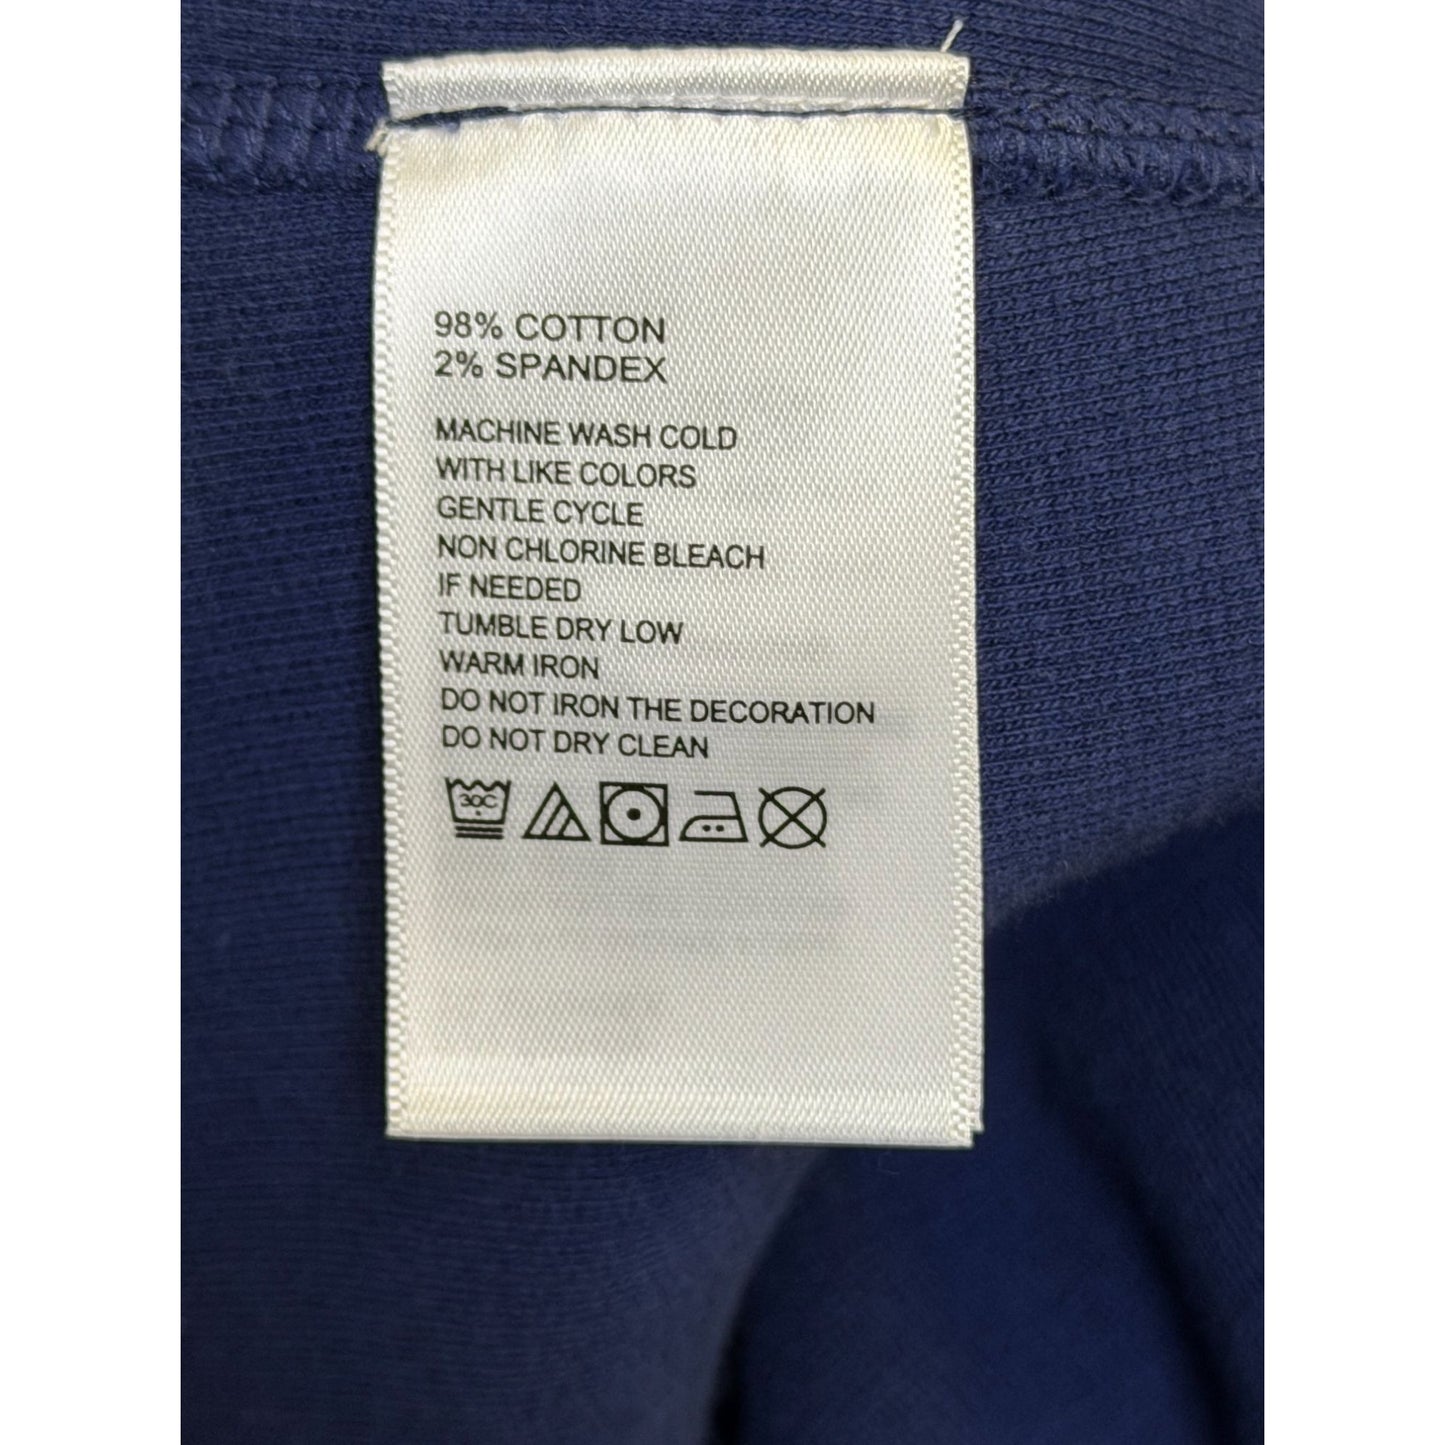 98% COTTON
2% SPANDEX
MACHINE WASH COLD
WITH LIKE COLORS
GENTLE CYCLE
NON CHLORINE BLEACH
IF NEEDED
TUMBLE DRY LOW
WARM IRON
DO NOT IRON THE DECORATION
DO NOT DRY CLEAN
30C